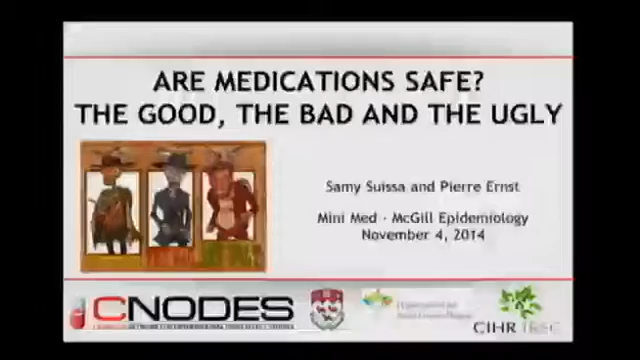 ARE MEDICATIONS SAFE?
THE GOOD, THE BAD AND THE UGLY
Samy Suissa and Pierre Ernst
Mini Med - McGill Epidemiology
November 4, 2014
CNODES
CIHR IRSC